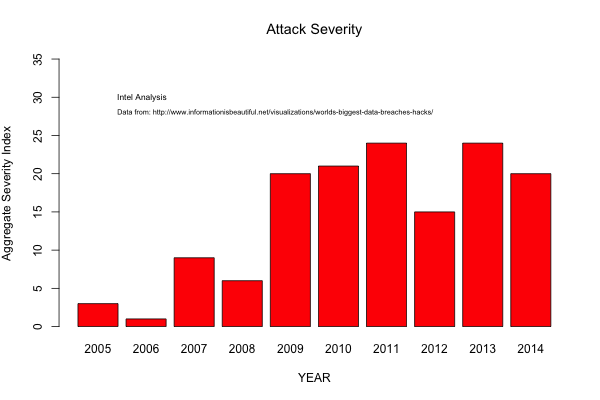 Attack Severity
35
30
25
20
15
10
5
0
Aggregate Severity Index
Intel Analysis
Data from: http://www.informationisbeautiful.net/visualizations/worlds-biggest-data-breaches-hacks/
2005 2006 2007 2008 2009 2010 2011 2012 2013 2014
YEAR